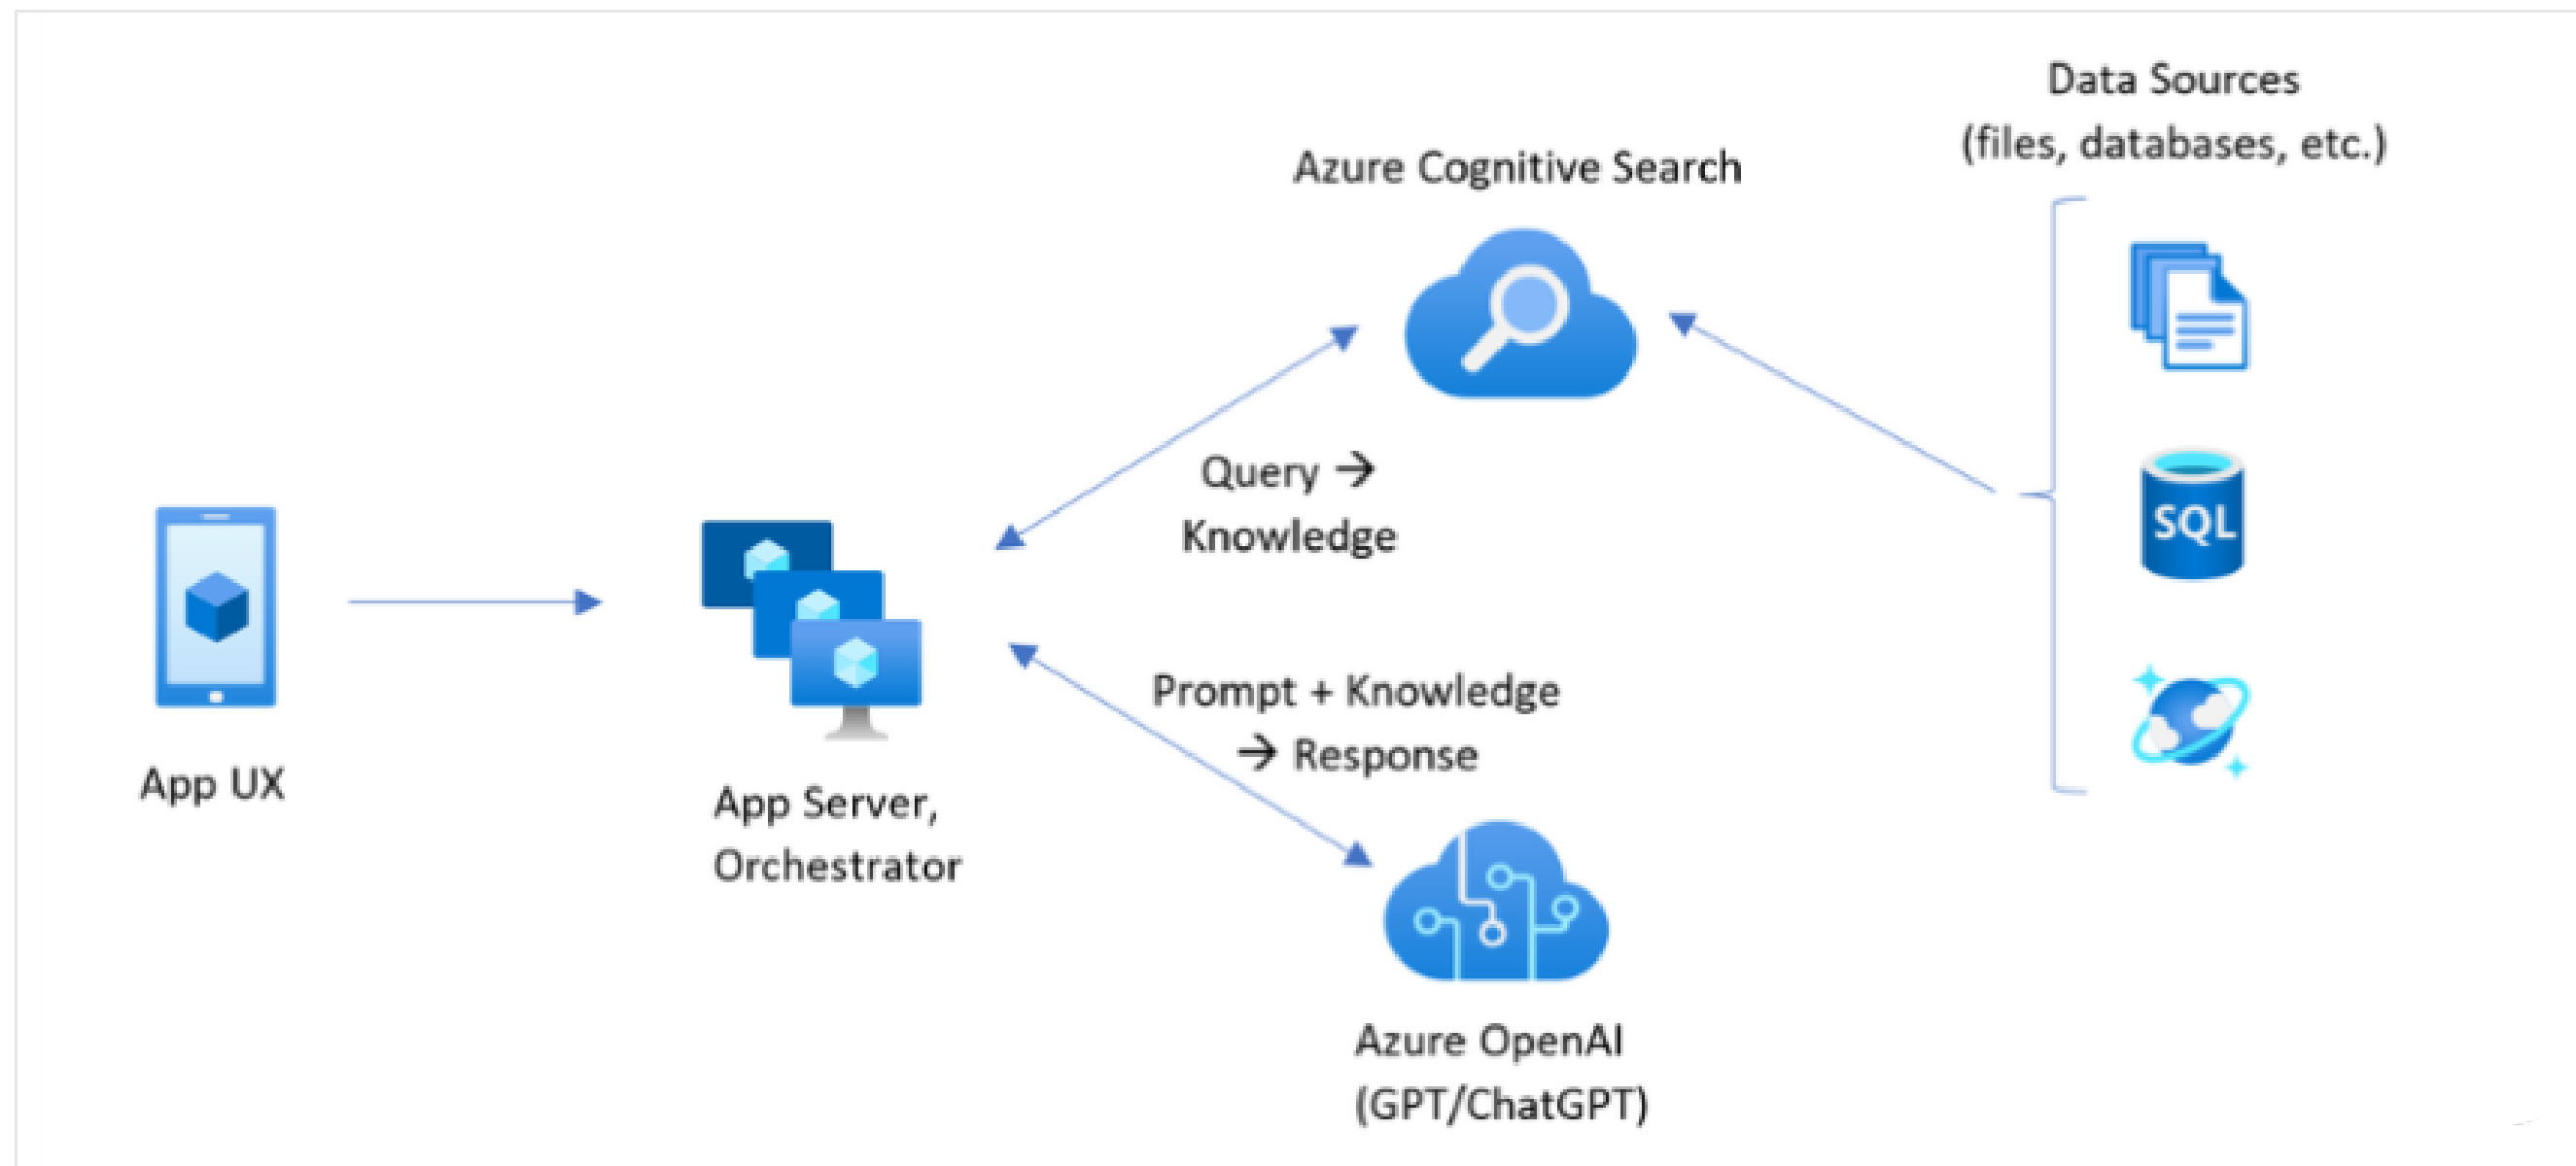 Data Sources
(files, databases, etc.)
Azure Cognitive Search
Query →
Knowledge
SQL
Prompt + Knowledge
→ Response
App UX
App Server,
Orchestrator
Azure OpenAI
(GPT/ChatGPT)